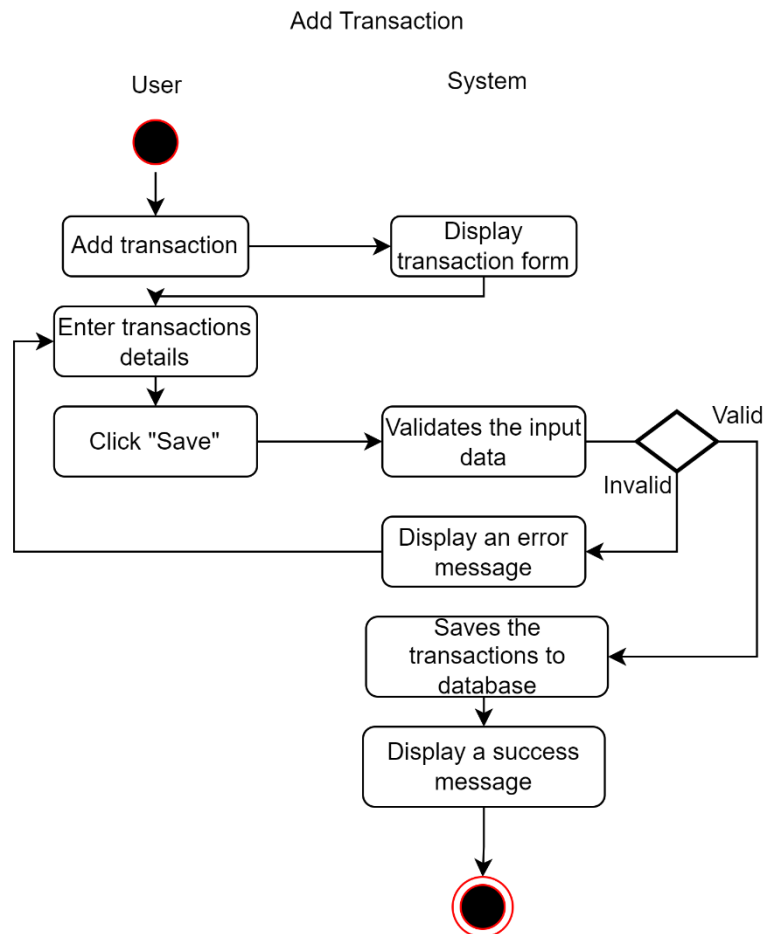 Add Transaction
User
System
Add transaction
Display
transaction form
Enter transactions
details
Click "Save"
Validates the input
data
Valid
Invalid
Display an error
message
Saves the
transactions to
database
Display a success
message